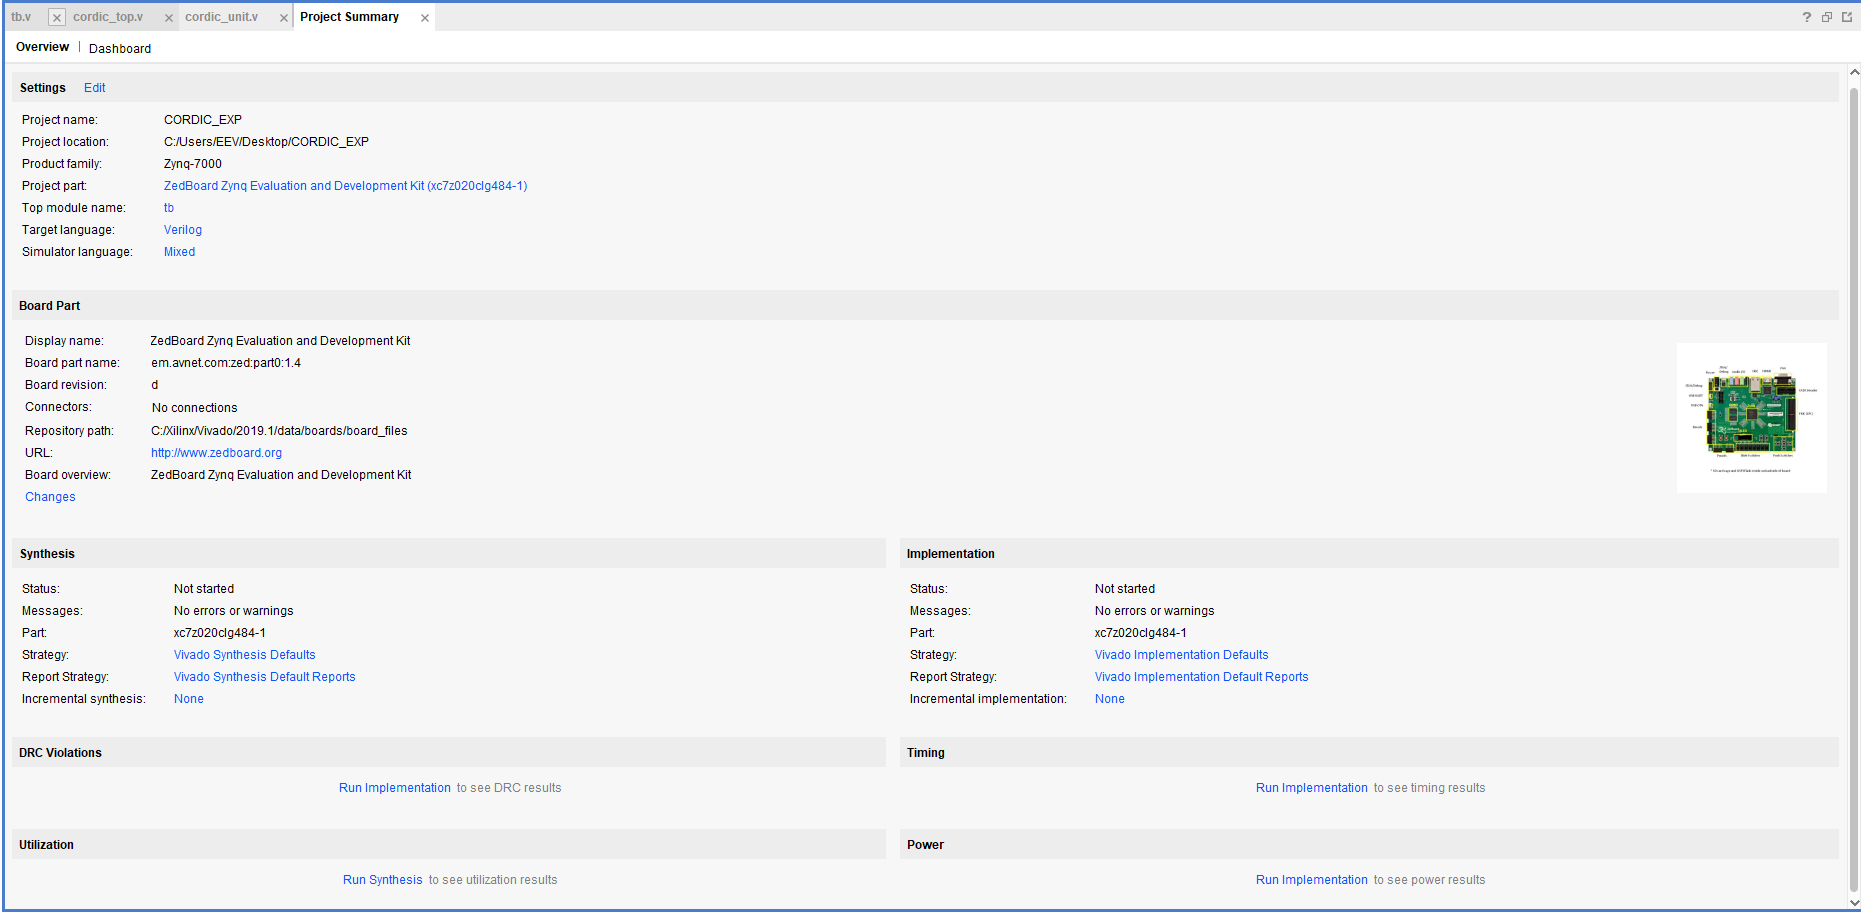 tb.v cordic_top.v cordic_unit.v Project Summary
Overview Dashboard
Settings Edit
Project name: CORDIC_EXP
Project location: C:/Users/EEV/Desktop/CORDIC_EXP
Product family: Zynq-7000
Project part: ZedBoard Zynq Evaluation and Development Kit (xc7z020clg484-1)
Top module name: tb
Target language: Verilog
Simulator language: Mixed
Board Part
Display name: ZedBoard Zynq Evaluation and Development Kit
Board part name: em.avnet.com:zed:part0:1.4
Board revision: d
Connectors: No connections
Repository path: C:/Xilinx/Vivado/2019.1/data/boards/board_files
URL: http://www.zedboard.org
Board overview: ZedBoard Zynq Evaluation and Development Kit
Changes
Synthesis
Status: Not started
Messages: No errors or warnings
Part: xc7z020clg484-1
Strategy: Vivado Synthesis Defaults
Report Strategy: Vivado Synthesis Default Reports
Incremental synthesis: None
Implementation
Status: Not started
Messages: No errors or warnings
Part: xc7z020clg484-1
Strategy: Vivado Implementation Defaults
Report Strategy: Vivado Implementation Default Reports
Incremental implementation: None
DRC Violations
Run Implementation to see DRC results
Timing
Run Implementation to see timing results
Utilization
Run Synthesis to see utilization results
Power
Run Implementation to see power results